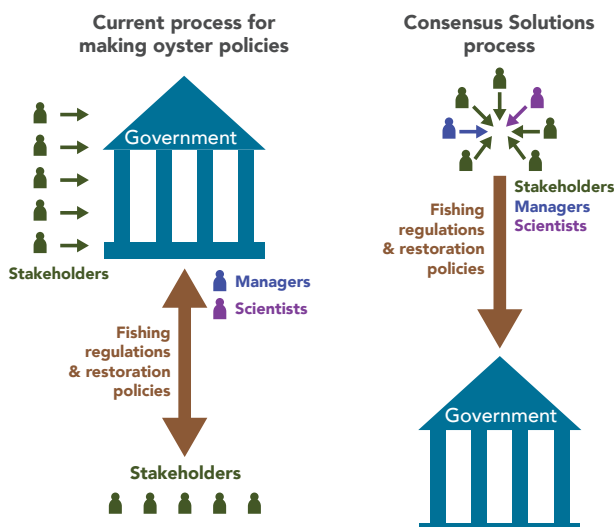 Current process for
making oyster policies
Government
Stakeholders
Managers
Scientists
Fishing
regulations
& restoration
policies
Stakeholders
Consensus Solutions
process
Stakeholders
Managers
Scientists
Fishing
regulations
& restoration
policies
Government